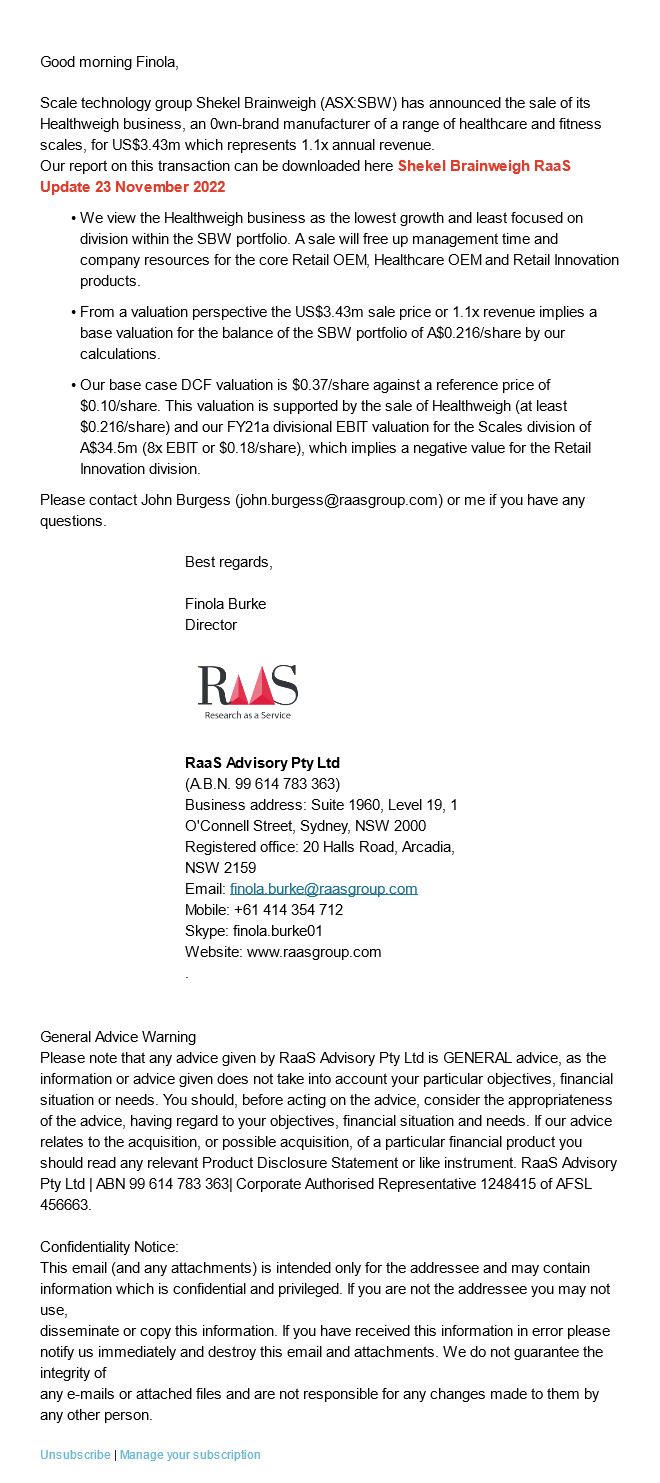 Good morning Finola,
Scale technology group Shekel Brainweigh (ASX:SBW) has announced the sale of its
Healthweigh business, an 0wn-brand manufacturer of a range of healthcare and fitness
scales, for US$3.43m which represents 1.1x annual revenue.
Our report on this transaction can be downloaded here Shekel Brainweigh RaaS
Update 23 November 2022
• We view the Healthweigh business as the lowest growth and least focused on
division within the SBW portfolio. A sale will free up management time and
company resources for the core Retail OEM, Healthcare OEM and Retail Innovation
products.
• From a valuation perspective the US$3.43m sale price or 1.1x revenue implies a
base valuation for the balance of the SBW portfolio of A$0.216/share by our
calculations.
• Our base case DCF valuation is $0.37/share against a reference price of
$0.10/share. This valuation is supported by the sale of Healthweigh (at least
$0.216/share) and our FY21a divisional EBIT valuation for the Scales division of
A$34.5m (8x EBIT or $0.18/share), which implies a negative value for the Retail
Innovation division.
Please contact John Burgess (john.burgess@raasgroup.com) or me if you have any
questions.
Best regards,
Finola Burke
Director
RAAS
Research as a Service
RaaS Advisory Pty Ltd
(A.B.N. 99 614 783 363)
Business address: Suite 1960, Level 19, 1
O'Connell Street, Sydney, NSW 2000
Registered office: 20 Halls Road, Arcadia,
NSW 2159
Email: finola.burke@raasgroup.com
Mobile: +61 414 354 712
Skype: finola.burke01
Website: www.raasgroup.com
.
General Advice Warning
Please note that any advice given by RaaS Advisory Pty Ltd is GENERAL advice, as the
information or advice given does not take into account your particular objectives, financial
situation or needs. You should, before acting on the advice, consider the appropriateness
of the advice, having regard to your objectives, financial situation and needs. If our advice
relates to the acquisition, or possible acquisition, of a particular financial product you
should read any relevant Product Disclosure Statement or like instrument. RaaS Advisory
Pty Ltd | ABN 99 614 783 363| Corporate Authorised Representative 1248415 of AFSL
456663.
Confidentiality Notice:
This email (and any attachments) is intended only for the addressee and may contain
information which is confidential and privileged. If you are not the addressee you may not
use,
disseminate or copy this information. If you have received this information in error please
notify us immediately and destroy this email and attachments. We do not guarantee the
integrity of
any e-mails or attached files and are not responsible for any changes made to them by
any other person.
Unsubscribe | Manage your subscription